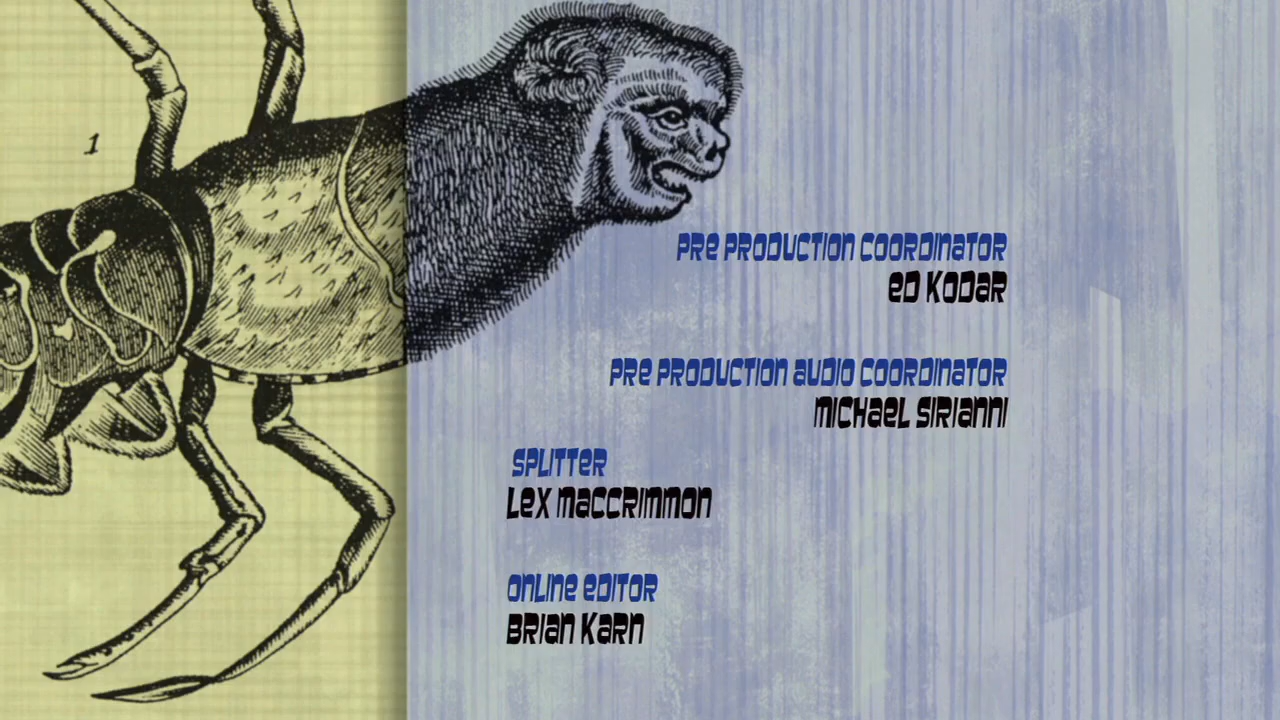 1
PRE PRODUCTION COORDINATOR
ED KODAR
PRE PRODUCTION AUDIO COORDINATOR
MICHAEL SIRIANNI
SPLITTER
LEX MACCRIMMON
ONLINE EDITOR
BRIAN KARN